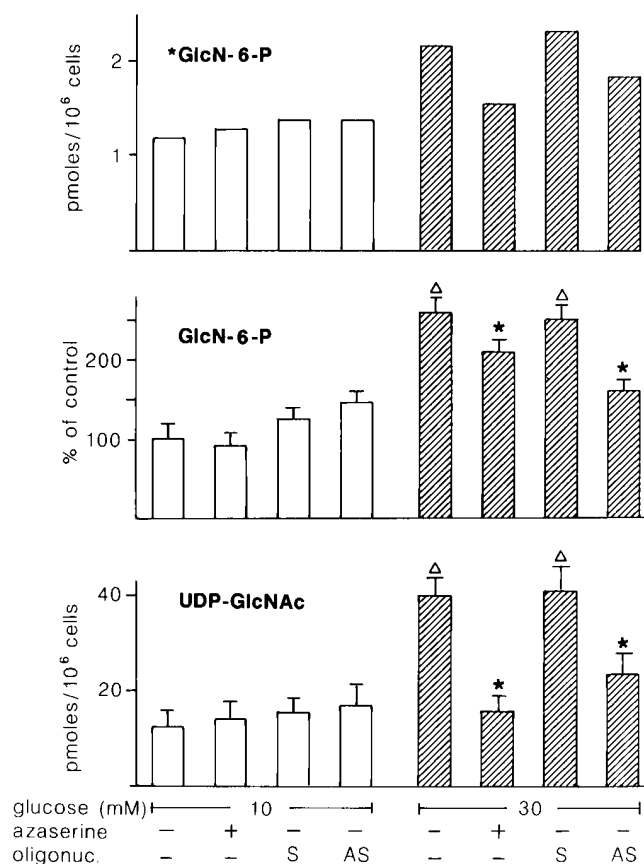 *GlcN-6-P
pmoles/10⁶ cells
2
1
GlcN-6-P
% of control
200
100
Δ * Δ *
UDP-GlcNAc
pmoles/10⁶ cells
40
20
Δ * Δ *
glucose (mM) 10 30
azaserine – + – – – + – –
oligonuc. – – S AS – – S AS